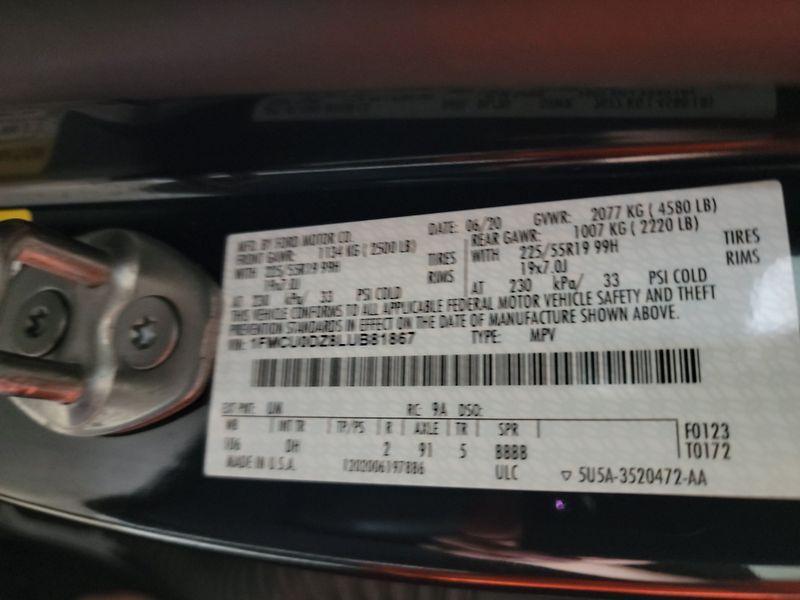 MFD. BY FORD MOTOR CO. DATE: 06/20 GVWR: 2077 KG ( 4580 LB)
FRONT GAWR: 1134 KG ( 2500 LB) REAR GAWR: 1007 KG ( 2220 LB)
WITH 225/55R19 99H TIRES WITH 225/55R19 99H TIRES
19x7.0J RIMS 19x7.0J RIMS
AT 230 kPa/ 33 PSI COLD AT 230 kPa/ 33 PSI COLD
THIS VEHICLE CONFORMS TO ALL APPLICABLE FEDERAL MOTOR VEHICLE SAFETY AND THEFT
PREVENTION STANDARDS IN EFFECT ON THE DATE OF MANUFACTURE SHOWN ABOVE.
VIN: 1FMCU0DZ8LUB81867 TYPE: MPV
EXT PNT: UM RC: 9A DSO:
WB INT TR TP/PS R AXLE TR SPR F0123
106 DH 2 91 5 BBBB T0172
MADE IN U.S.A. 1202006197886 ULC ▽ 5U5A-3520472-AA